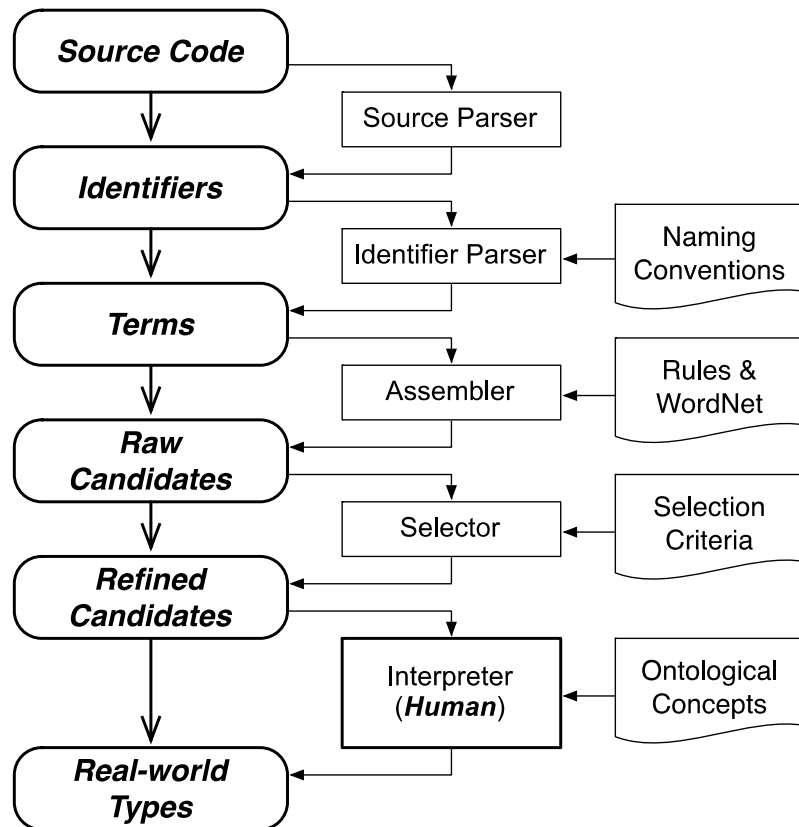 Source Code
Source Parser
Identifiers
Identifier Parser
Naming
Conventions
Terms
Assembler
Rules &
WordNet
Raw
Candidates
Selector
Selection
Criteria
Refined
Candidates
Interpreter
(Human)
Ontological
Concepts
Real-world
Types